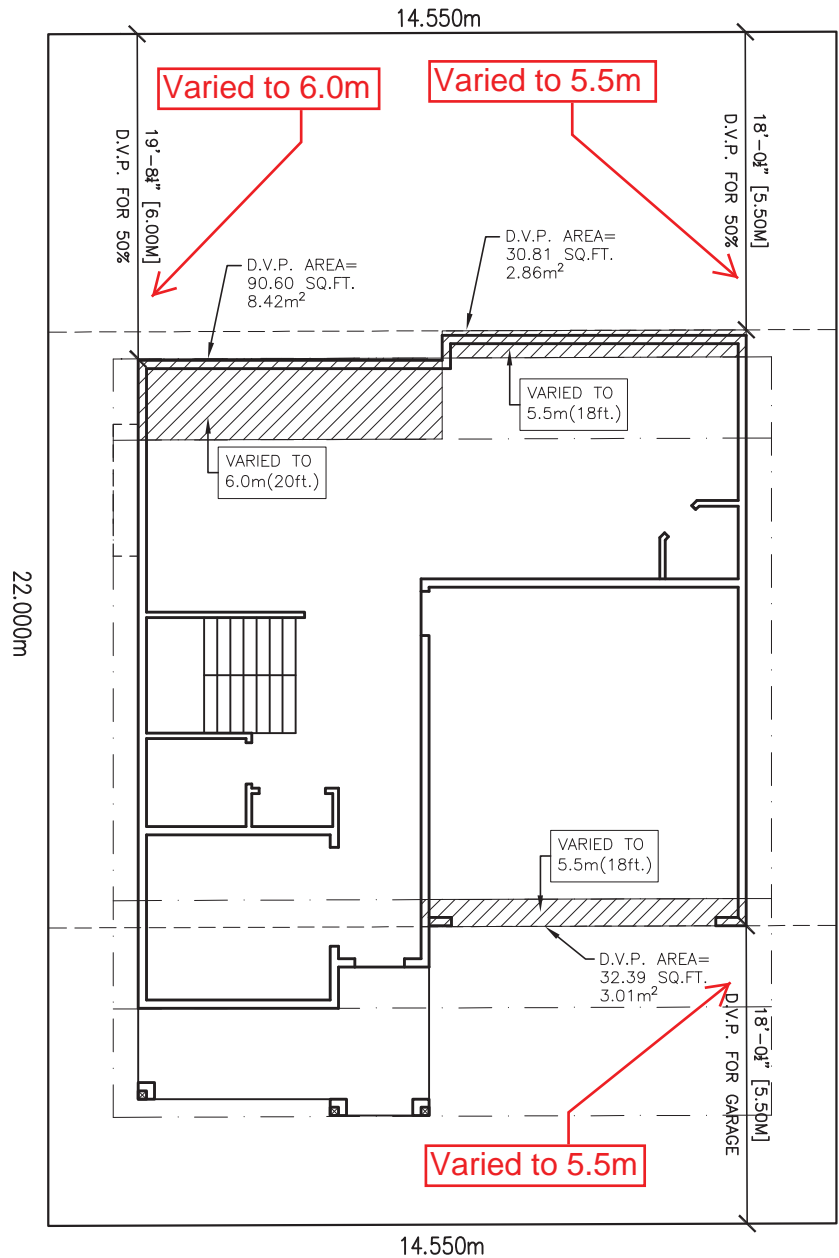 14.550m
Varied to 6.0m
Varied to 5.5m
19'-8¼" [6.00M]
D.V.P. FOR 50%
18'-0½" [5.50M]
D.V.P. FOR 50%
D.V.P. AREA=
90.60 SQ.FT.
8.42m²
D.V.P. AREA=
30.81 SQ.FT.
2.86m²
VARIED TO
5.5m(18ft.)
VARIED TO
6.0m(20ft.)
22.000m
VARIED TO
5.5m(18ft.)
D.V.P. AREA=
32.39 SQ.FT.
3.01m²
18'-0½" [5.50M]
D.V.P. FOR GARAGE
Varied to 5.5m
14.550m